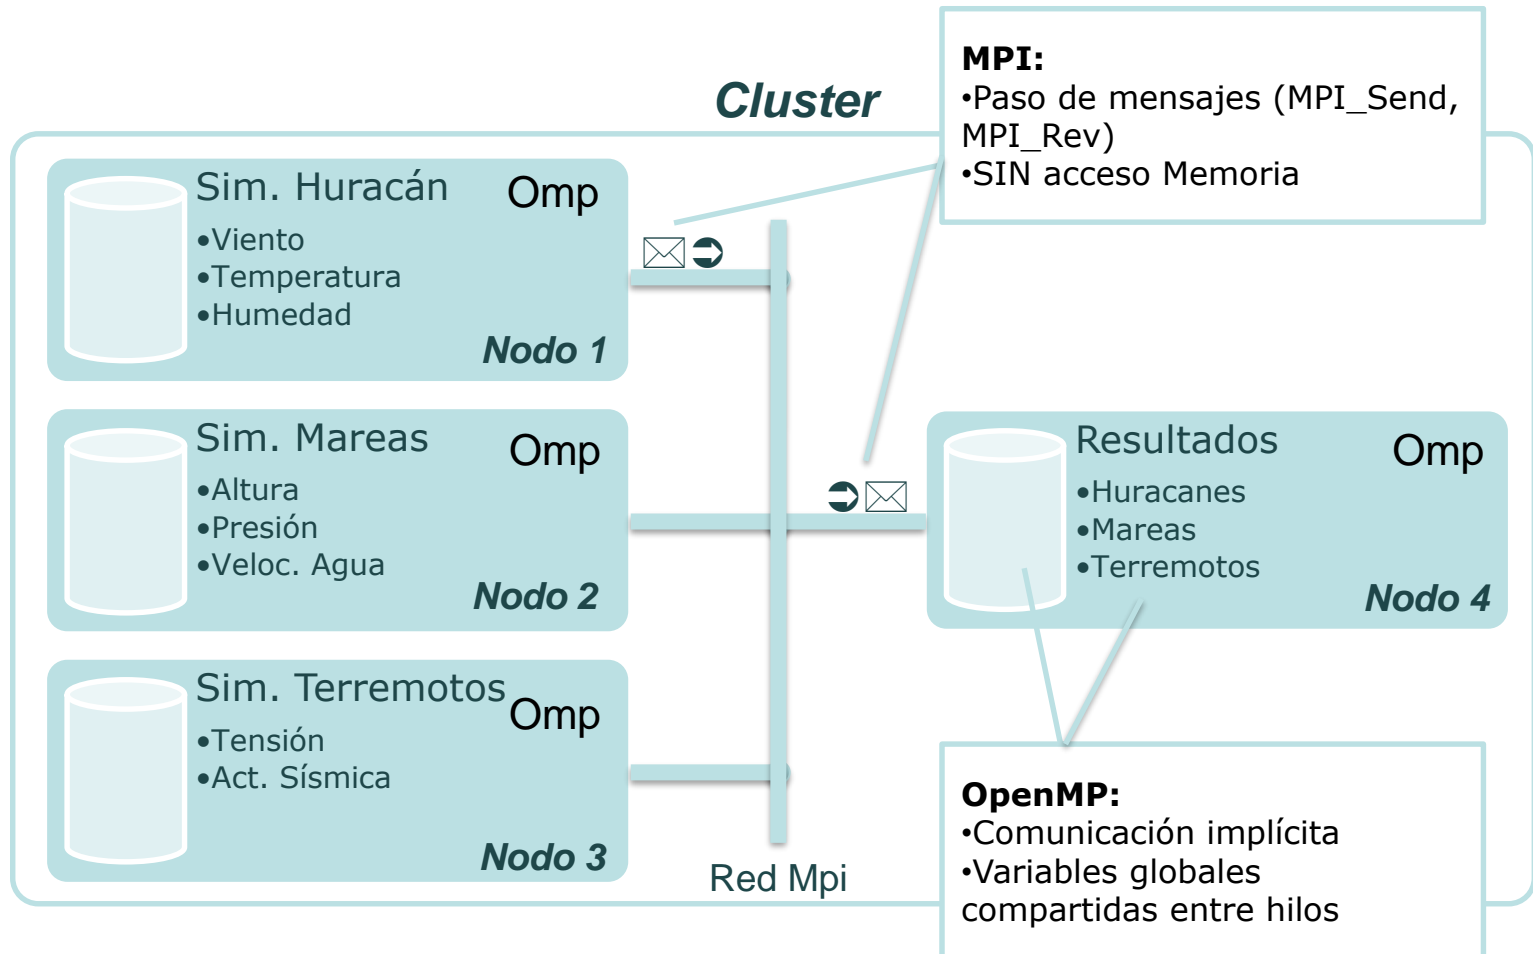 Cluster
MPI:
•Paso de mensajes (MPI_Send,
MPI_Rev)
•SIN acceso Memoria
Sim. Huracán
Omp
•Viento
•Temperatura
•Humedad
Nodo 1
Sim. Mareas
Omp
•Altura
•Presión
•Veloc. Agua
Nodo 2
Sim. Terremotos
Omp
•Tensión
•Act. Sísmica
Nodo 3
Red Mpi
Resultados
Omp
•Huracanes
•Mareas
•Terremotos
Nodo 4
OpenMP:
•Comunicación implícita
•Variables globales
compartidas entre hilos